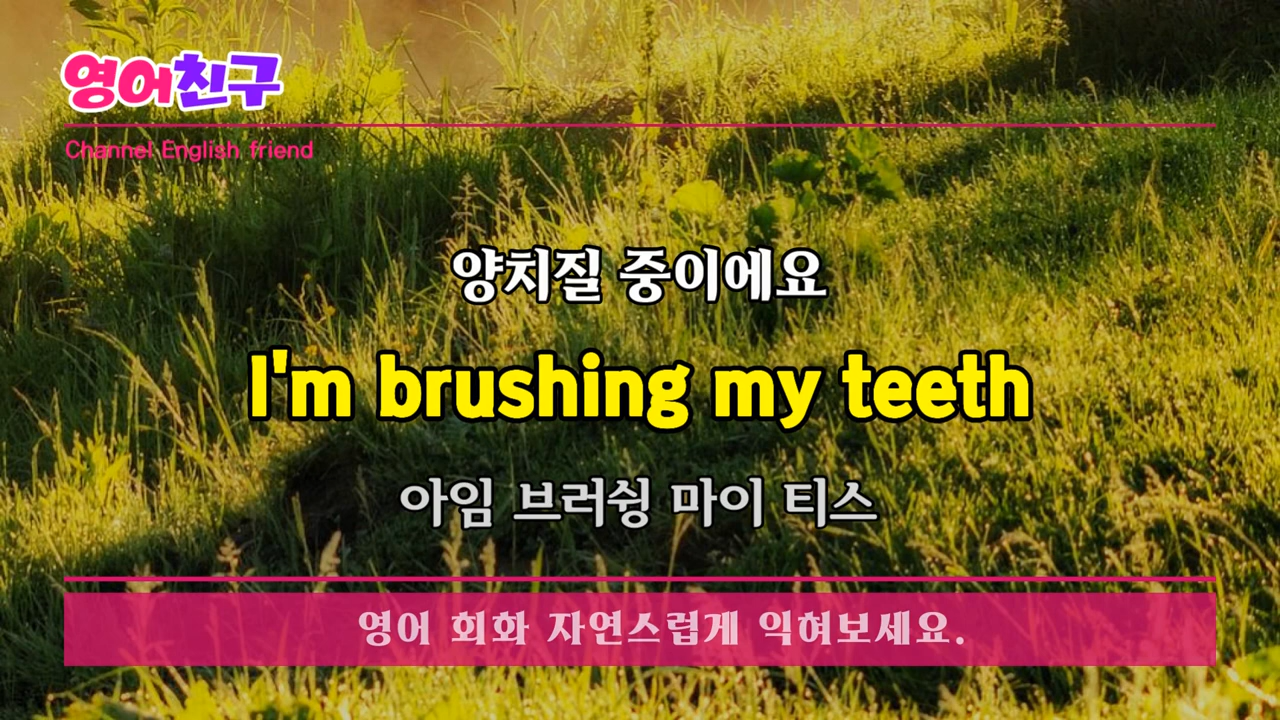 영어친구
Channel English friend
양치질 중이에요
I'm brushing my teeth
아임 브러슁 마이 티스
영어 회화 자연스럽게 익혀보세요.